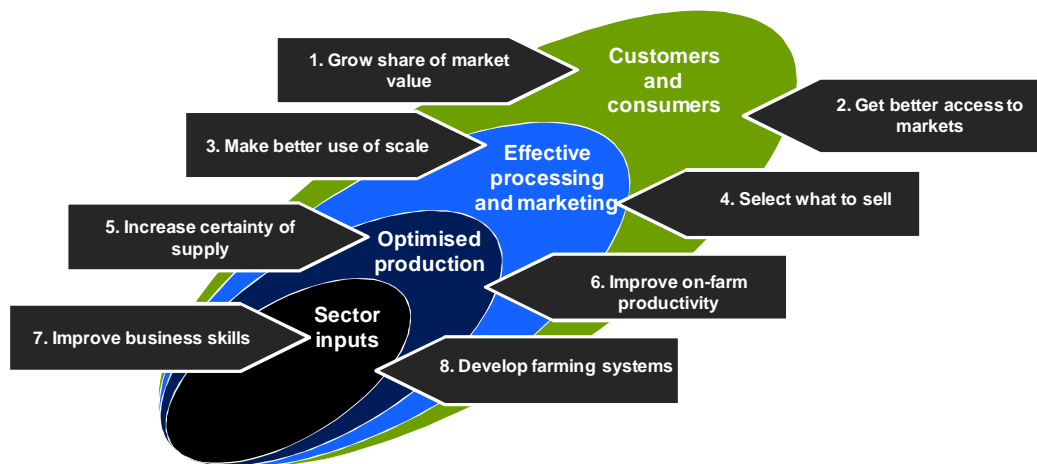 1. Grow share of market
value
Customers
and
consumers
2. Get better access to
markets
3. Make better use of scale
Effective
processing
and marketing
4. Select what to sell
5. Increase certainty of
supply
Optimised
production
6. Improve on-farm
productivity
7. Improve business skills
Sector
inputs
8. Develop farming systems